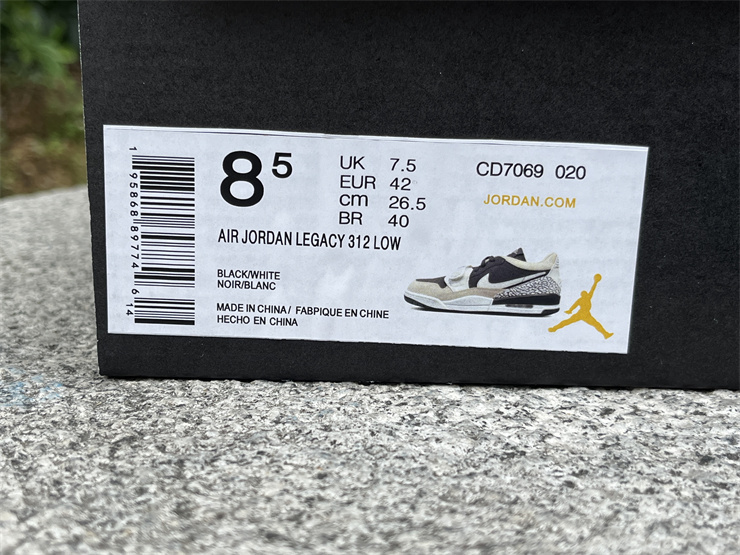 1 95868 89774 6 14
8⁵
UK 7.5
EUR 42
cm 26.5
BR 40
CD7069 020
JORDAN.COM
AIR JORDAN LEGACY 312 LOW
BLACK/WHITE
NOIR/BLANC
MADE IN CHINA / FABPIQUE EN CHINE
HECHO EN CHINA